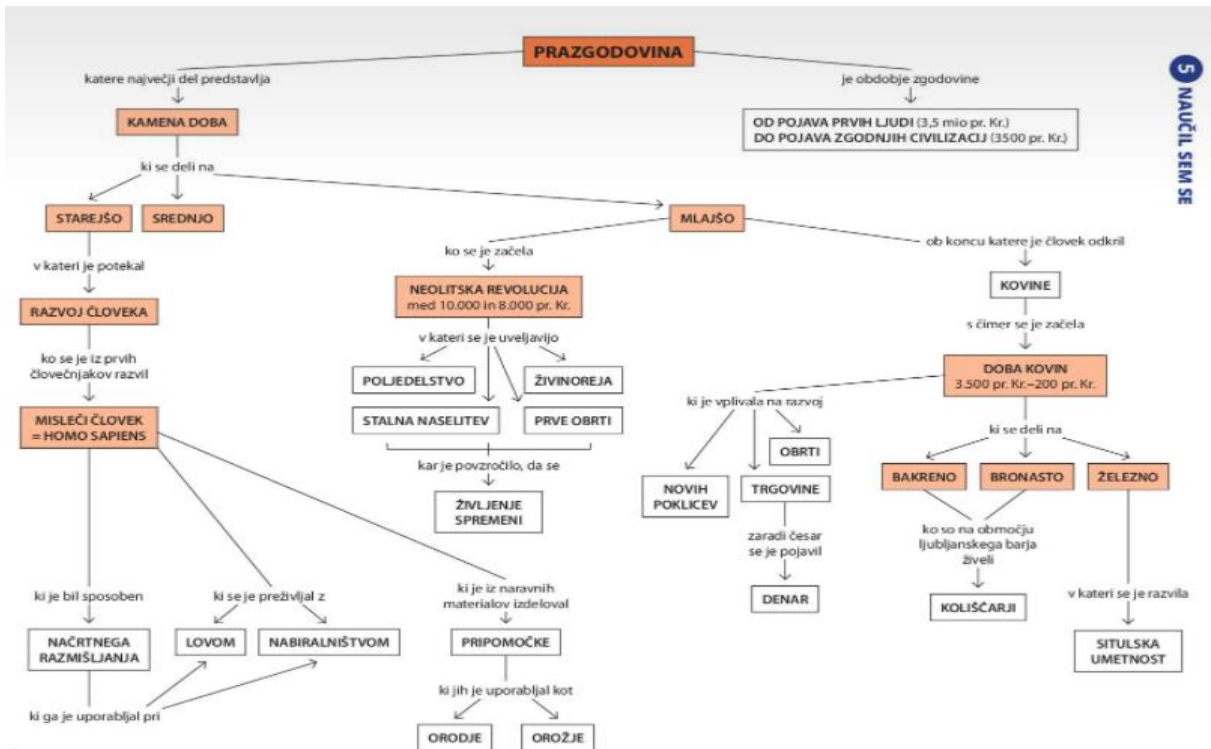 PRAZGODOVINA
5 NAUČIL SEM SE
katere največji del predstavlja
je obdobje zgodovine
KAMENA DOBA
OD POJAVA PRVIH LJUDI (3,5 mio pr. Kr.)
DO POJAVA ZGODNJIH CIVILIZACIJ (3500 pr. Kr.)
ki se deli na
STAREJŠO
SREDNJO
MLAJŠO
v kateri je potekal
RAZVOJ ČLOVEKA
ko se je iz prvih
človečnjakov razvil
MISLEČI ČLOVEK
= HOMO SAPIENS
ki je bil sposoben
NAČRTNEGA
RAZMIŠLJANJA
ki ga je uporabljal pri
ki se je preživljal z
LOVOM
NABIRALNIŠTVOM
ki je iz naravnih
materialov izdeloval
PRIPOMOČKE
ki jih je uporabljal kot
ORODJE
OROŽJE
ko se je začela
NEOLITSKA REVOLUCIJA
med 10.000 in 8.000 pr. Kr.
v kateri se je uveljavijo
POLJEDELSTVO
ŽIVINOREJA
STALNA NASELITEV
PRVE OBRTI
kar je povzročilo, da se
ŽIVLJENJE
SPREMENI
ob koncu katere je človek odkril
KOVINE
s čimer se je začela
DOBA KOVIN
3.500 pr. Kr.–200 pr. Kr.
ki je vplivala na razvoj
OBRTI
NOVIH
POKLICEV
TRGOVINE
zaradi česar
se je pojavil
DENAR
ki se deli na
BAKRENO
BRONASTO
ŽELEZNO
ko so na območju
ljubljanskega barja
živeli
KOLIŠČARJI
v kateri se je razvila
SITULSKA
UMETNOST